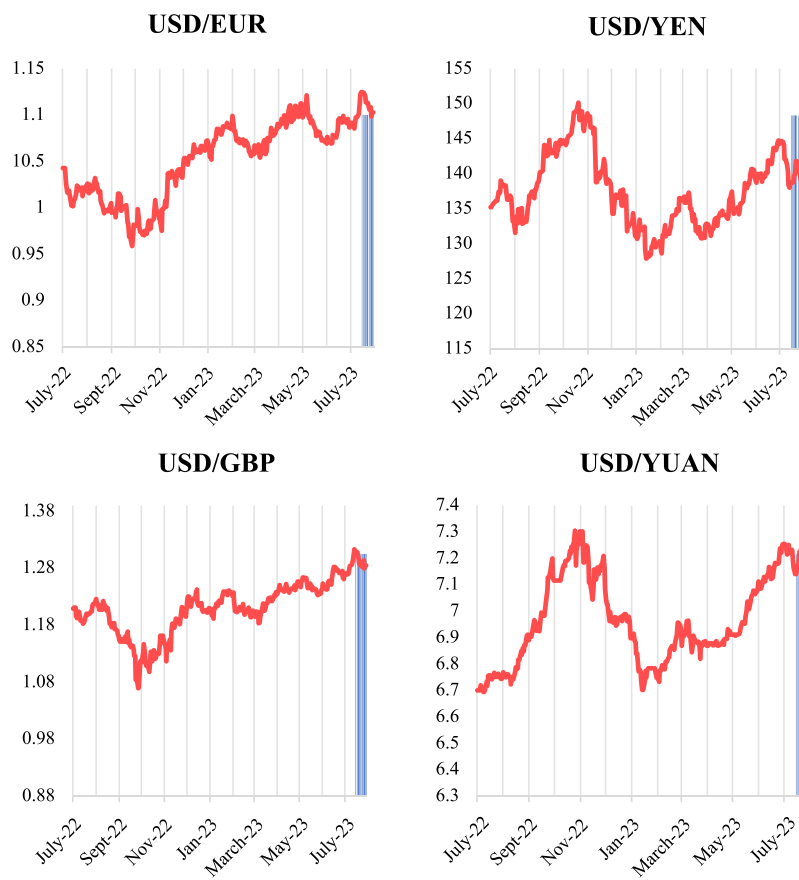 USD/EUR
1.15
1.1
1.05
1
0.95
0.9
0.85
July-22
Sept-22
Nov-22
Jan-23
March-23
May-23
July-23
USD/YEN
155
150
145
140
135
130
125
120
115
July-22
Sept-22
Nov-22
Jan-23
March-23
May-23
July-23
USD/GBP
1.38
1.28
1.18
1.08
0.98
0.88
July-22
Sept-22
Nov-22
Jan-23
March-23
May-23
July-23
USD/YUAN
7.4
7.3
7.2
7.1
7
6.9
6.8
6.7
6.6
6.5
6.4
6.3
July-22
Sept-22
Nov-22
Jan-23
March-23
May-23
July-23